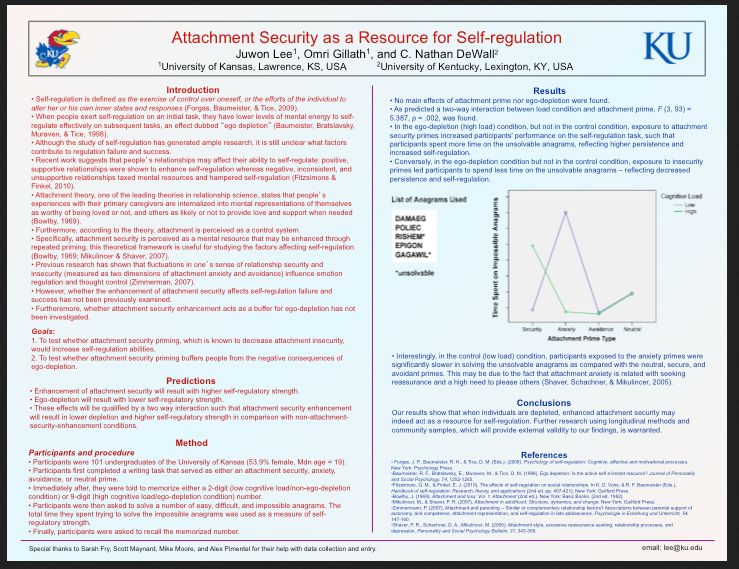 Attachment Security as a Resource for Self-regulation
Juwon Lee¹, Omri Gillath¹, and C. Nathan DeWall²
¹University of Kansas, Lawrence, KS, USA ²University of Kentucky, Lexington, KY, USA
KU
Introduction
• Self-regulation is defined as the exercise of control over oneself, or the efforts of the individual to
alter her or his own inner states and responses (Forgas, Baumeister, & Tice, 2009).
• When people exert self-regulation on an initial task, they have lower levels of mental energy to self-
regulate effectively on subsequent tasks, an effect dubbed "ego depletion" (Baumeister, Bratslavsky,
Muraven, & Tice, 1998).
• Although the study of self-regulation has generated ample research, it is still unclear what factors
contribute to regulation failure and success.
• Recent work suggests that people's relationships may affect their ability to self-regulate: positive,
supportive relationships were shown to enhance self-regulation whereas negative, inconsistent, and
unsupportive relationships taxed mental resources and hampered self-regulation (Fitzsimons &
Finkel, 2010).
• Attachment theory, one of the leading theories in relationship science, states that people's
experiences with their primary caregivers are internalized into mental representations of themselves
as worthy of being loved or not, and others as likely or not to provide love and support when needed
(Bowlby, 1969).
• Furthermore, according to the theory, attachment is perceived as a control system.
• Specifically, attachment security is perceived as a mental resource that may be enhanced through
repeated priming, this theoretical framework is useful for studying the factors affecting self-regulation
(Bowlby, 1969; Mikulincer & Shaver, 2007).
• Previous research has shown that fluctuations in one's sense of relationship security and
insecurity (measured as two dimensions of attachment anxiety and avoidance) influence emotion
regulation and thought control (Zimmerman, 2007).
• However, whether the enhancement of attachment security affects self-regulation failure and
success has not been previously examined.
• Furthermore, whether attachment security enhancement acts as a buffer for ego-depletion has not
been investigated.
Goals:
1. To test whether attachment security priming, which is known to decrease attachment insecurity,
would increase self-regulation abilities.
2. To test whether attachment security priming buffers people from the negative consequences of
ego-depletion.
Predictions
• Enhancement of attachment security will result with higher self-regulatory strength.
• Ego-depletion will result with lower self-regulatory strength.
• These effects will be qualified by a two way interaction such that attachment security enhancement
will result in lower depletion and higher self-regulatory strength in comparison with non-attachment-
security-enhancement conditions.
Method
Participants and procedure
• Participants were 101 undergraduates of the University of Kansas (53.9% female, Mdn age = 19).
• Participants first completed a writing task that served as either an attachment security, anxiety,
avoidance, or neutral prime.
• Immediately after, they were told to memorize either a 2-digit (low cognitive load/non-ego-depletion
condition) or 9-digit (high cognitive load/ego-depletion condition) number.
• Participants were then asked to solve a number of easy, difficult, and impossible anagrams. The
total time they spent trying to solve the impossible anagrams was used as a measure of self-
regulatory strength.
• Finally, participants were asked to recall the memorized number.
Results
• No main effects of attachment prime nor ego-depletion were found.
• As predicted a two-way interaction between load condition and attachment prime, F (3, 93) =
5.387, p = .002, was found.
• In the ego-depletion (high load) condition, but not in the control condition, exposure to attachment
security primes increased participants' performance on the self-regulation task, such that
participants spent more time on the unsolvable anagrams, reflecting higher persistence and
increased self-regulation.
• Conversely, in the ego-depletion condition but not in the control condition, exposure to insecurity
primes led participants to spend less time on the unsolvable anagrams – reflecting decreased
persistence and self-regulation.
List of Anagrams Used
DAMAEG
POLIEC
RISHEM*
EPIGON
GAGAWIL*
*unsolvable
Time Spent on Impossible Anagrams
Cognitive Load
Low
High
Security Anxiety Avoidance Neutral
Attachment Prime Type
• Interestingly, in the control (low load) condition, participants exposed to the anxiety primes were
significantly slower in solving the unsolvable anagrams as compared with the neutral, secure, and
avoidant primes. This may be due to the fact that attachment anxiety is related with seeking
reassurance and a high need to please others (Shaver, Schachner, & Mikulincer, 2005).
Conclusions
Our results show that when individuals are depleted, enhanced attachment security may
indeed act as a resource for self-regulation. Further research using longitudinal methods and
community samples, which will provide external validity to our findings, is warranted.
References
• Forgas, J. P., Baumeister, R. H., & Tice, D. M. (Eds.). (2009). Psychology of self-regulation: Cognitive, affective and motivational processes.
New York: Psychology Press.
•Baumeister, R. F., Bratslavsky, E., Muraven, M., & Tice, D. M. (1998). Ego depletion: Is the active self a limited resource? Journal of Personality
and Social Psychology, 74, 1252-1265.
•Fitzsimons, G. M., & Finkel, E. J. (2010). The effects of self-regulation on social relationships. In K. D. Vohs, & R. F. Baumeister (Eds.),
Handbook of self-regulation: Research, theory, and applications (2nd ed. pp. 407-421). New York: Guilford Press.
•Bowlby, J. (1969). Attachment and loss. Vol. 1: Attachment (2nd ed.). New York: Basic Books. (2nd ed. 1982).
•Mikulincer, M., & Shaver, P. R. (2007). Attachment in adulthood: Structure, dynamics, and change. New York: Guilford Press.
•Zimmermann, P. (2007). Attachment and parenting – Similar or complementary relationship factors? Associations between parental support of
autonomy, and competence, attachment representation, and self-regulation in late adolescence. Psychologie in Erziehung und Unterricht, 54,
147-160.
•Shaver, P. R., Schachner, D. A., Mikulincer, M. (2005). Attachment style, excessive reassurance seeking, relationship processes, and
depression. Personality and Social Psychology Bulletin, 31, 343-359.
Special thanks to Sarah Fry, Scott Maynard, Mike Moore, and Alex Pimentel for their help with data collection and entry.
email: lee@ku.edu